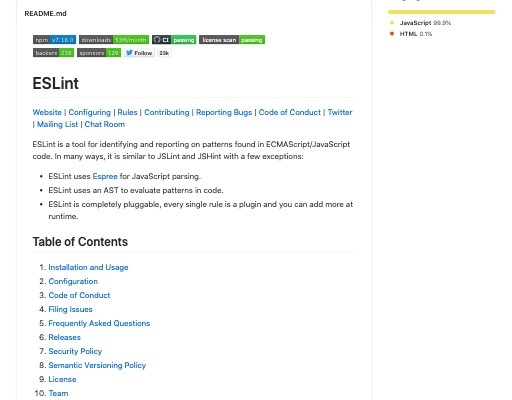 README.md
JavaScript 99.9%
HTML 0.1%
npm v7.18.0 downloads 53M/month CI passing license scan passing
backers 238 sponsors 129 Follow 23k
ESLint
Website | Configuring | Rules | Contributing | Reporting Bugs | Code of Conduct | Twitter
| Mailing List | Chat Room
ESLint is a tool for identifying and reporting on patterns found in ECMAScript/JavaScript
code. In many ways, it is similar to JSLint and JSHint with a few exceptions:
• ESLint uses Espree for JavaScript parsing.
• ESLint uses an AST to evaluate patterns in code.
• ESLint is completely pluggable, every single rule is a plugin and you can add more at
runtime.
Table of Contents
1. Installation and Usage
2. Configuration
3. Code of Conduct
4. Filing Issues
5. Frequently Asked Questions
6. Releases
7. Security Policy
8. Semantic Versioning Policy
9. License
10. Team